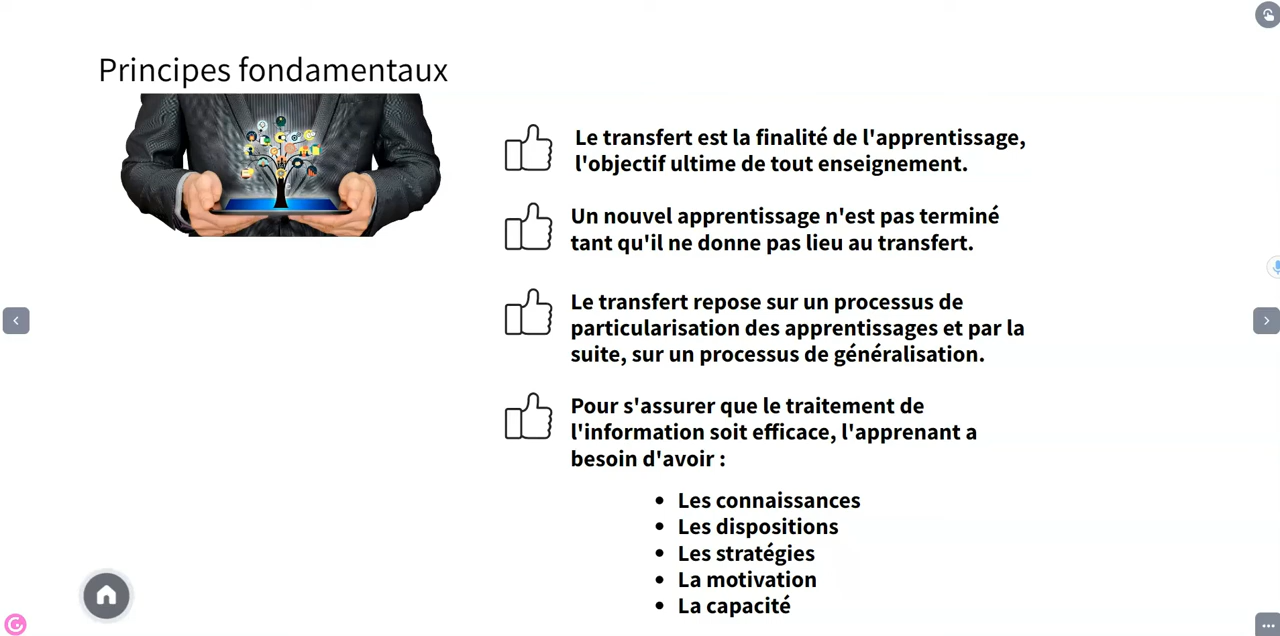 Principes fondamentaux
Le transfert est la finalité de l'apprentissage,
l'objectif ultime de tout enseignement.
Un nouvel apprentissage n'est pas terminé
tant qu'il ne donne pas lieu au transfert.
Le transfert repose sur un processus de
particularisation des apprentissages et par la
suite, sur un processus de généralisation.
Pour s'assurer que le traitement de
l'information soit efficace, l'apprenant a
besoin d'avoir :
• Les connaissances
• Les dispositions
• Les stratégies
• La motivation
• La capacité